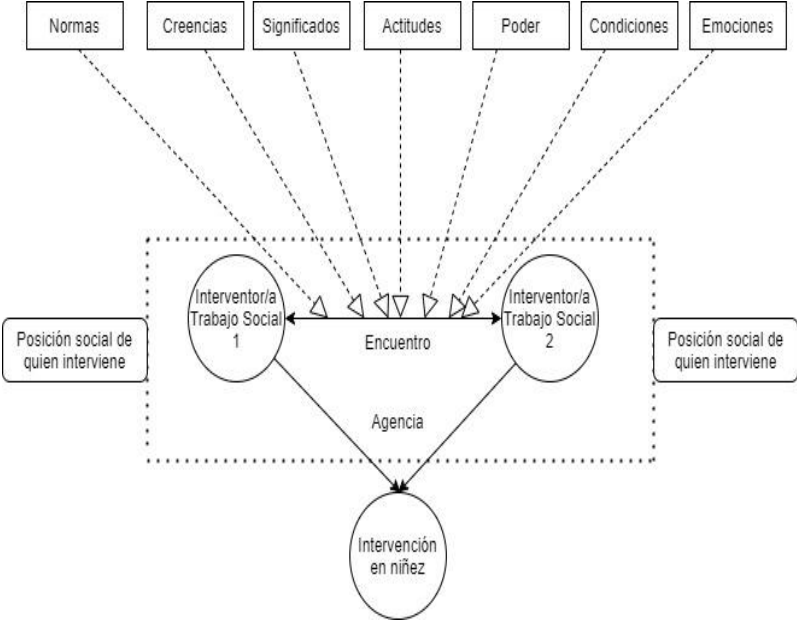 Normas
Creencias
Significados
Actitudes
Poder
Condiciones
Emociones
Interventor/a
Trabajo Social
1
Interventor/a
Trabajo Social
2
Encuentro
Posición social de
quien interviene
Posición social de
quien interviene
Agencia
Intervención
en niñez